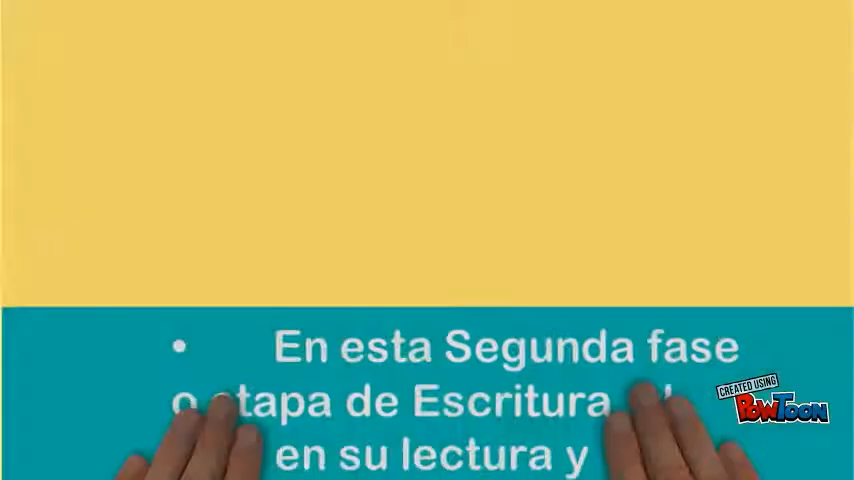 • En esta Segunda fase
o etapa de Escritura
en su lectura y
CREATED USING
POWTOON